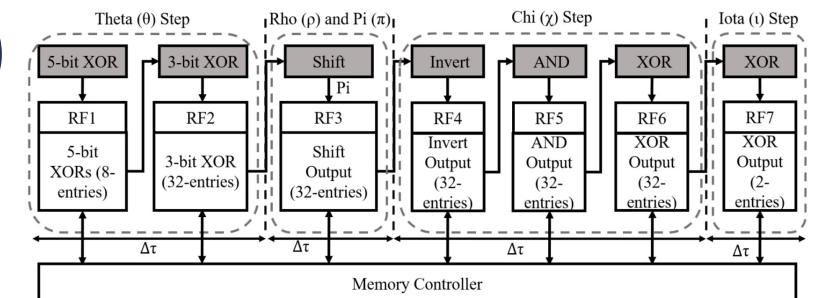 Theta (θ) Step
Rho (ρ) and Pi (π)
Chi (χ) Step
Iota (ι) Step
5-bit XOR
3-bit XOR
Shift
Invert
AND
XOR
XOR
Pi
RF1
RF2
RF3
RF4
RF5
RF6
RF7
5-bit
XORs (8-
entries)
3-bit XOR
(32-entries)
Shift
Output
(32-entries)
Invert
Output
(32-
entries)
AND
Output
(32-
entries)
XOR
Output
(32-
entries)
XOR
Output
(2-
entries)
Δτ
Δτ
Δτ
Δτ
Memory Controller